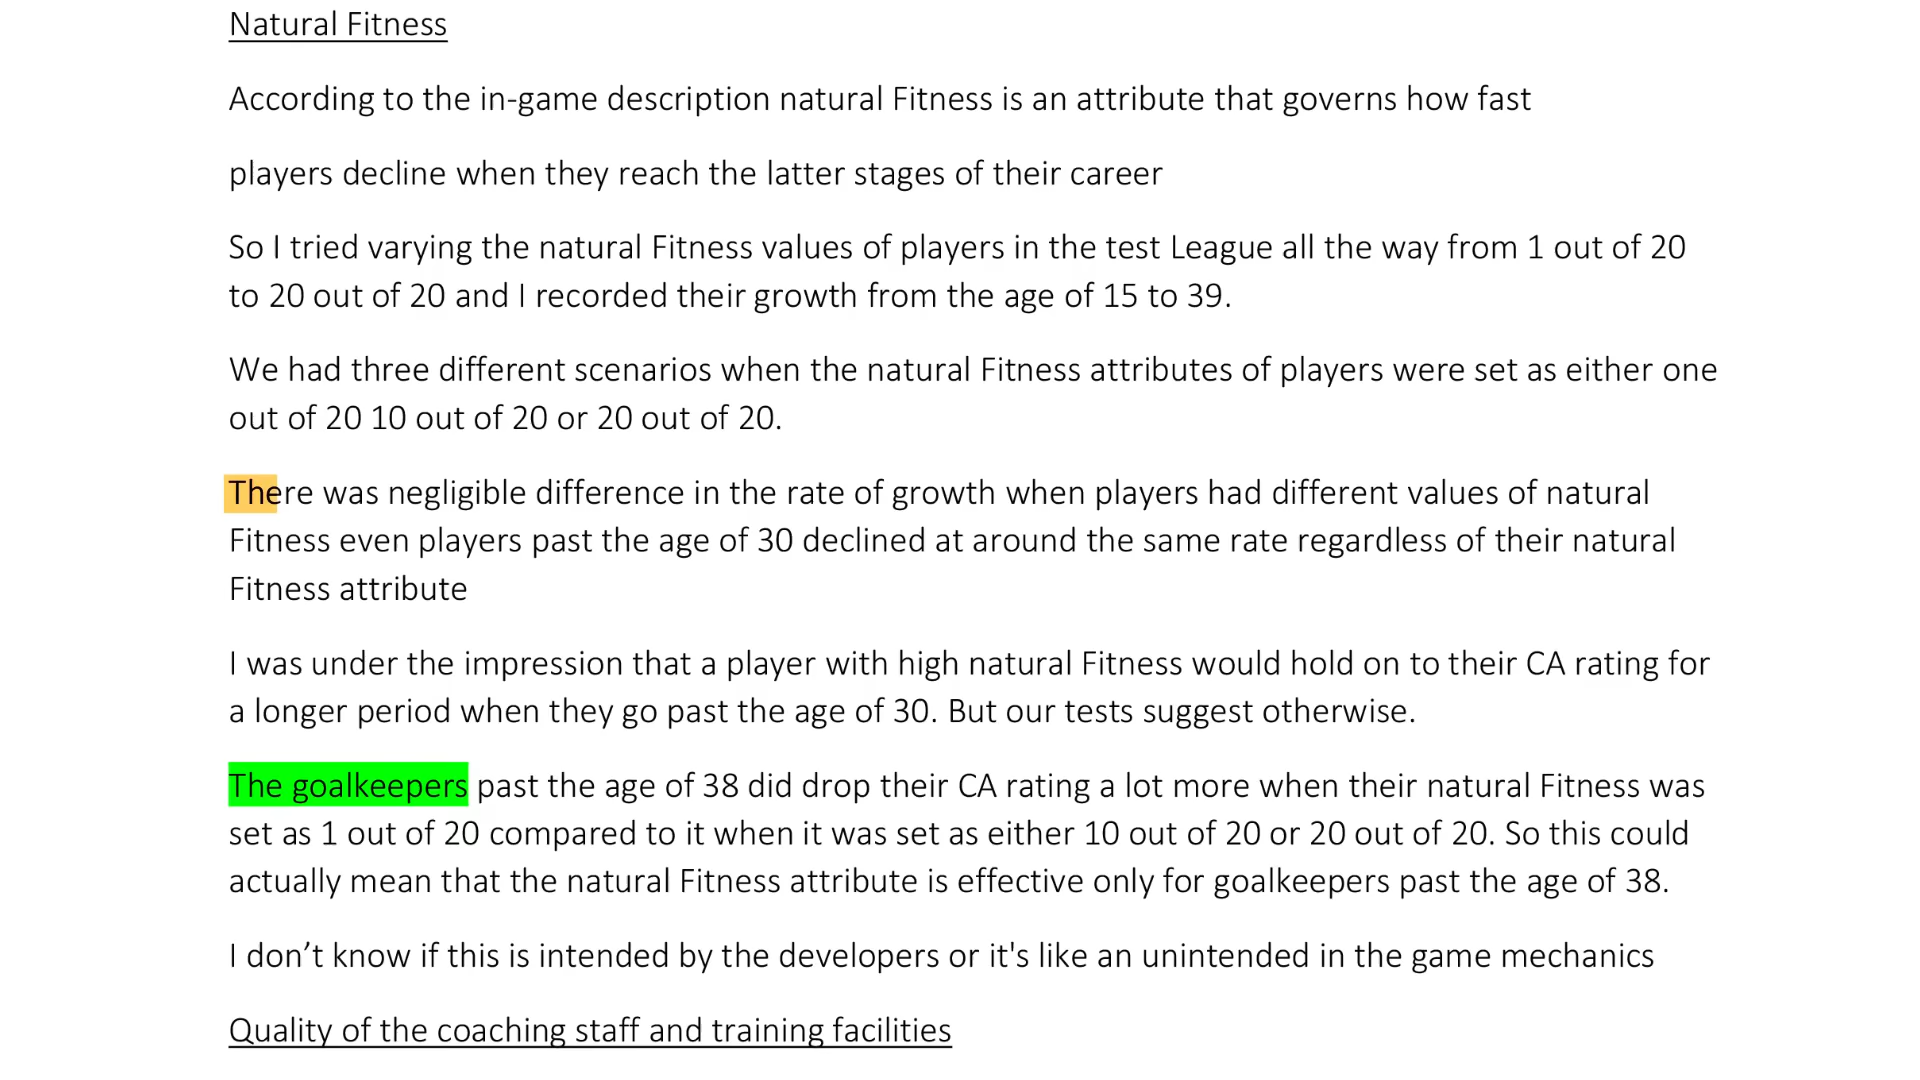 Natural Fitness
According to the in-game description natural Fitness is an attribute that governs how fast
players decline when they reach the latter stages of their career
So I tried varying the natural Fitness values of players in the test League all the way from 1 out of 20
to 20 out of 20 and I recorded their growth from the age of 15 to 39.
We had three different scenarios when the natural Fitness attributes of players were set as either one
out of 20 10 out of 20 or 20 out of 20.
There was negligible difference in the rate of growth when players had different values of natural
Fitness even players past the age of 30 declined at around the same rate regardless of their natural
Fitness attribute
I was under the impression that a player with high natural Fitness would hold on to their CA rating for
a longer period when they go past the age of 30. But our tests suggest otherwise.
The goalkeepers past the age of 38 did drop their CA rating a lot more when their natural Fitness was
set as 1 out of 20 compared to it when it was set as either 10 out of 20 or 20 out of 20. So this could
actually mean that the natural Fitness attribute is effective only for goalkeepers past the age of 38.
I don’t know if this is intended by the developers or it's like an unintended in the game mechanics
Quality of the coaching staff and training facilities